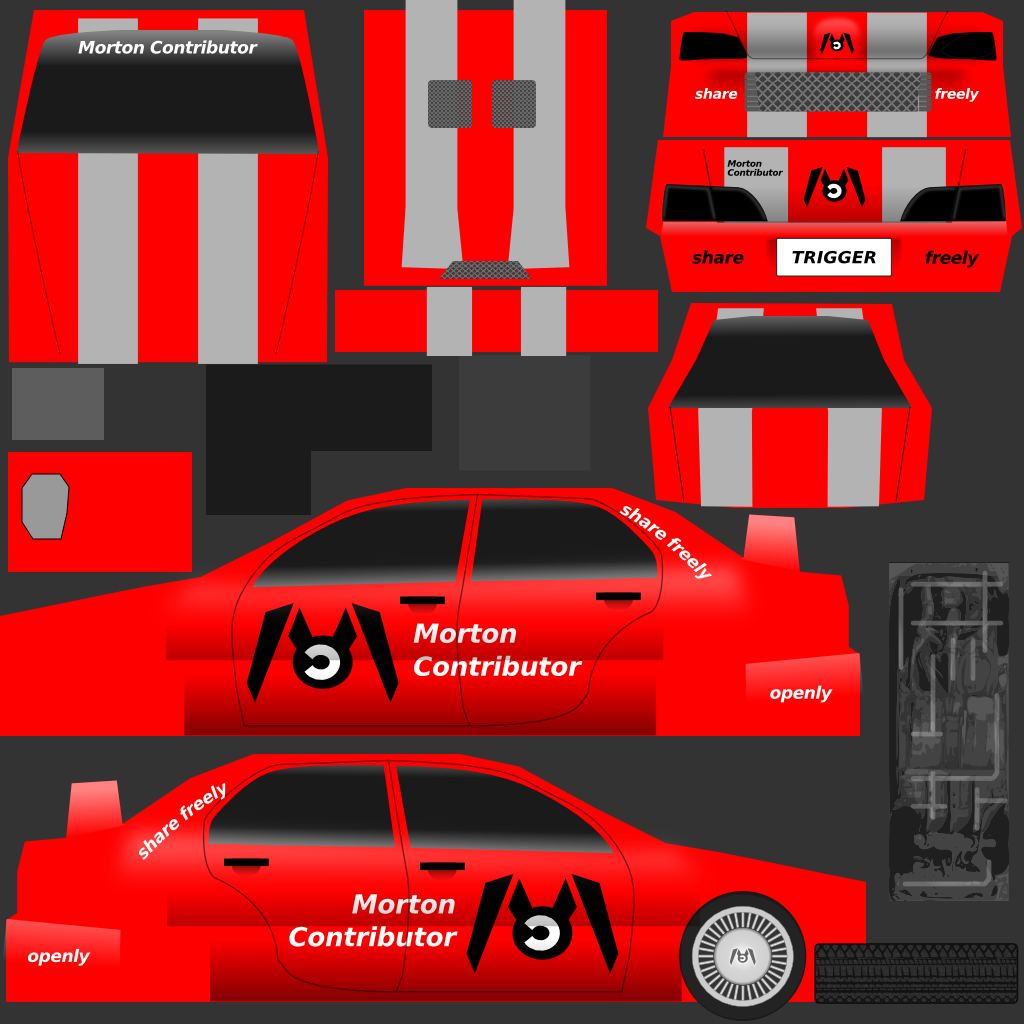 Morton Contributor
share
freely
Morton
Contributor
share
TRIGGER
freely
share freely
Morton
Contributor
openly
share freely
Morton
Contributor
openly